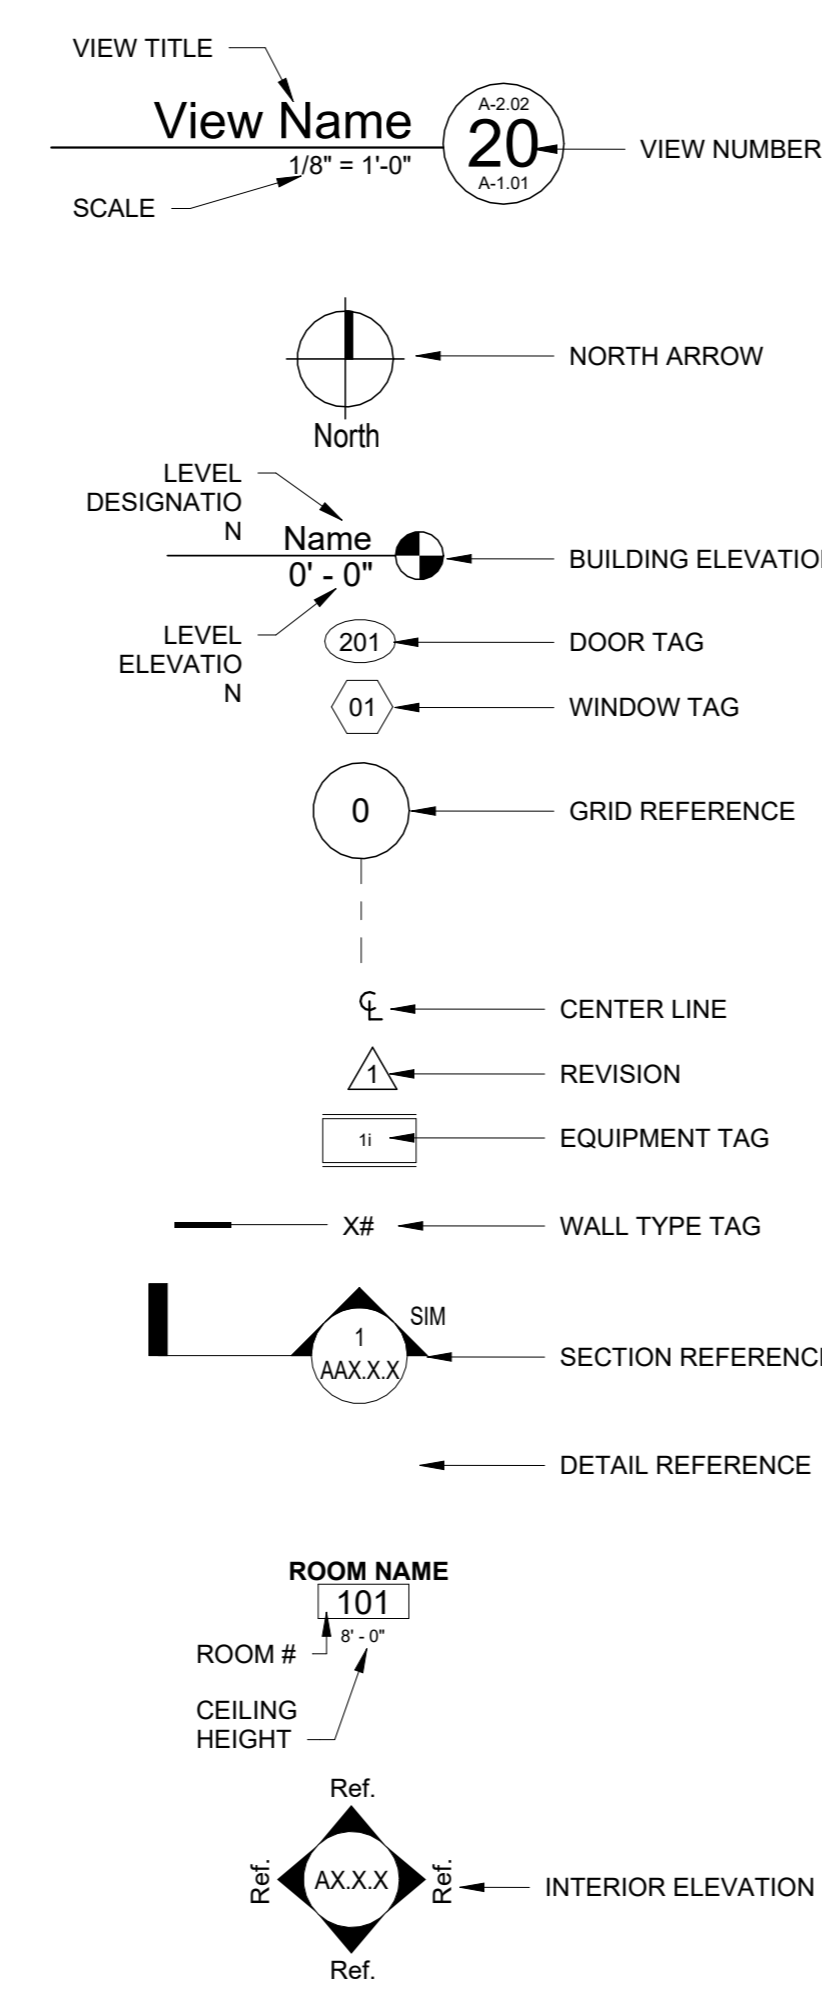 VIEW TITLE
View Name
A-2.02
20
A-1.01
VIEW NUMBER
1/8" = 1'-0"
SCALE
NORTH ARROW
North
LEVEL
DESIGNATIO
N
Name
0' - 0"
BUILDING ELEVATION
LEVEL
ELEVATIO
N
201
DOOR TAG
01
WINDOW TAG
0
GRID REFERENCE
℄
CENTER LINE
1
REVISION
1i
EQUIPMENT TAG
X#
WALL TYPE TAG
SIM
1
AAX.X.X
SECTION REFERENCE
DETAIL REFERENCE
ROOM NAME
101
8' - 0"
ROOM #
CEILING
HEIGHT
Ref.
Ref.
AX.X.X
Ref.
INTERIOR ELEVATION
Ref.